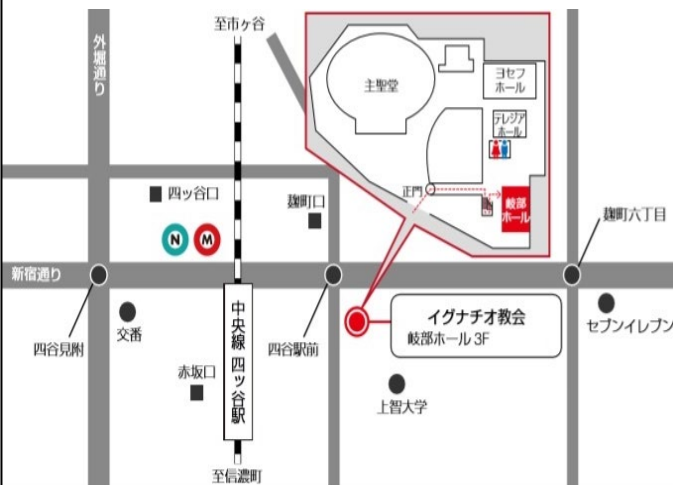 至市ヶ谷
外堀通り
主聖堂
ヨセフ
ホール
テレジア
ホール
正門
岐部
ホール
四ッ谷口
麹町口
麹町六丁目
N
M
新宿通り
四谷見附
交番
中央線 四ッ谷駅
四谷駅前
イグナチオ教会
岐部ホール 3F
セブンイレブン
赤坂口
上智大学
至信濃町